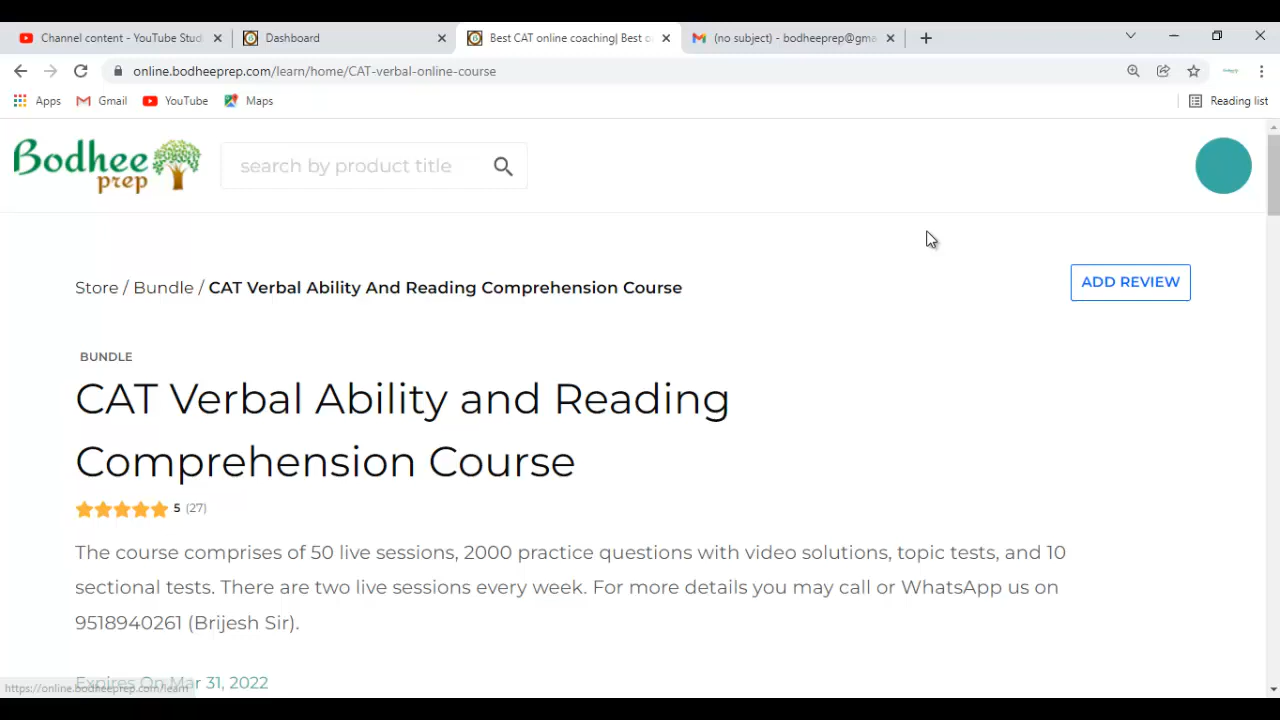 Channel content - YouTube Stud
Dashboard
Best CAT online coaching| Best c
(no subject) - bodheeprep@gma
online.bodheeprep.com/learn/home/CAT-verbal-online-course
Apps
Gmail
YouTube
Maps
Reading list
Bodhee
prep
search by product title
Store / Bundle / CAT Verbal Ability And Reading Comprehension Course
ADD REVIEW
BUNDLE
CAT Verbal Ability and Reading
Comprehension Course
5 (27)
The course comprises of 50 live sessions, 2000 practice questions with video solutions, topic tests, and 10
sectional tests. There are two live sessions every week. For more details you may call or WhatsApp us on
9518940261 (Brijesh Sir).
Expires On Mar 31, 2022
https://online.bodheeprep.com/learn